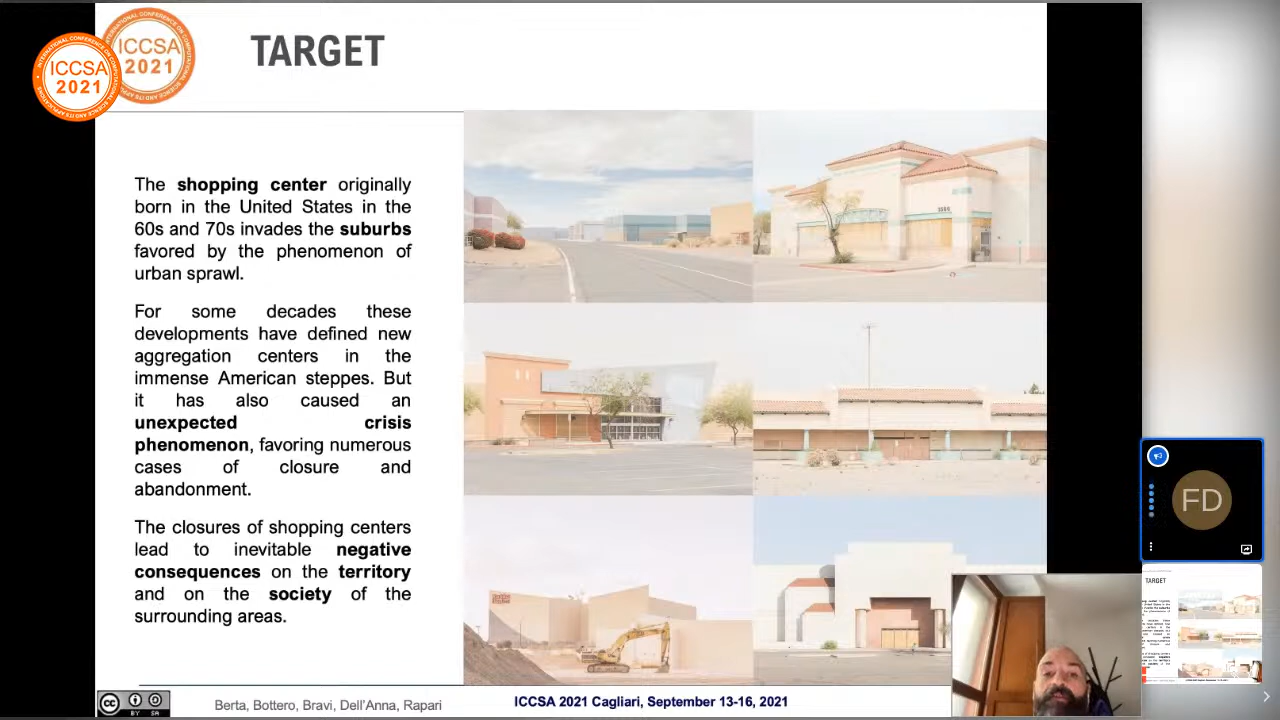 ICCSA
2021
ICCSA
2021
TARGET
The shopping center originally
born in the United States in the
60s and 70s invades the suburbs
favored by the phenomenon of
urban sprawl.
For some decades these
developments have defined new
aggregation centers in the
immense American steppes. But
it has also caused an
unexpected crisis
phenomenon, favoring numerous
cases of closure and
abandonment.
The closures of shopping centers
lead to inevitable negative
consequences on the territory
and on the society of the
surrounding areas.
FD
TARGET
BY SA
Berta, Bottero, Bravi, Dell'Anna, Rapari
ICCSA 2021 Cagliari, September 13-16, 2021